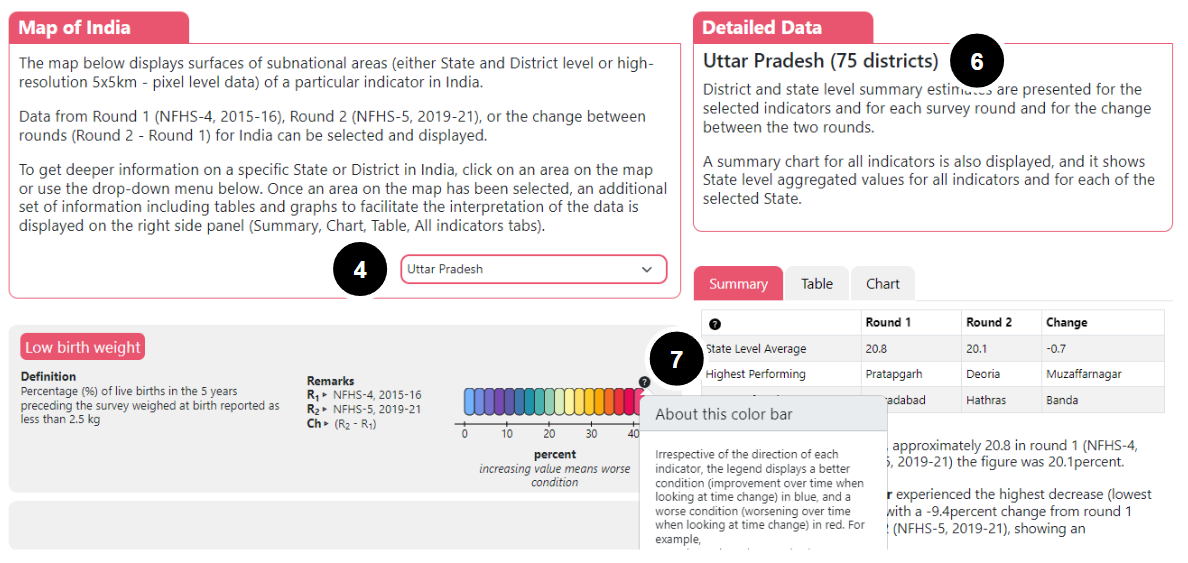 Map of India
The map below displays surfaces of subnational areas (either State and District level or high-
resolution 5x5km - pixel level data) of a particular indicator in India.
Data from Round 1 (NFHS-4, 2015-16), Round 2 (NFHS-5, 2019-21), or the change between
rounds (Round 2 - Round 1) for India can be selected and displayed.
To get deeper information on a specific State or District in India, click on an area on the map
or use the drop-down menu below. Once an area on the map has been selected, an additional
set of information including tables and graphs to facilitate the interpretation of the data is
displayed on the right side panel (Summary, Chart, Table, All indicators tabs).
4
Uttar Pradesh
Low birth weight
Definition
Percentage (%) of live births in the 5 years
preceding the survey weighed at birth reported as
less than 2.5 kg
Remarks
R1 ▸ NFHS-4, 2015-16
R2 ▸ NFHS-5, 2019-21
Ch ▸ (R2 - R1)
?
0 10 20 30 40
percent
increasing value means worse
condition
7
About this color bar
Irrespective of the direction of each
indicator, the legend displays a better
condition (improvement over time when
looking at time change) in blue, and a
worse condition (worsening over time
when looking at time change) in red. For
example,
Detailed Data
Uttar Pradesh (75 districts)
6
District and state level summary estimates are presented for the
selected indicators and for each survey round and for the change
between the two rounds.
A summary chart for all indicators is also displayed, and it shows
State level aggregated values for all indicators and for each of the
selected State.
Summary Table Chart
? Round 1 Round 2 Change
State Level Average 20.8 20.1 -0.7
Highest Performing Pratapgarh Deoria Muzaffarnagar
radabad Hathras Banda
, approximately 20.8 in round 1 (NFHS-4,
, 2019-21) the figure was 20.1percent.
r experienced the highest decrease (lowest
with a -9.4percent change from round 1
(NFHS-5, 2019-21), showing an